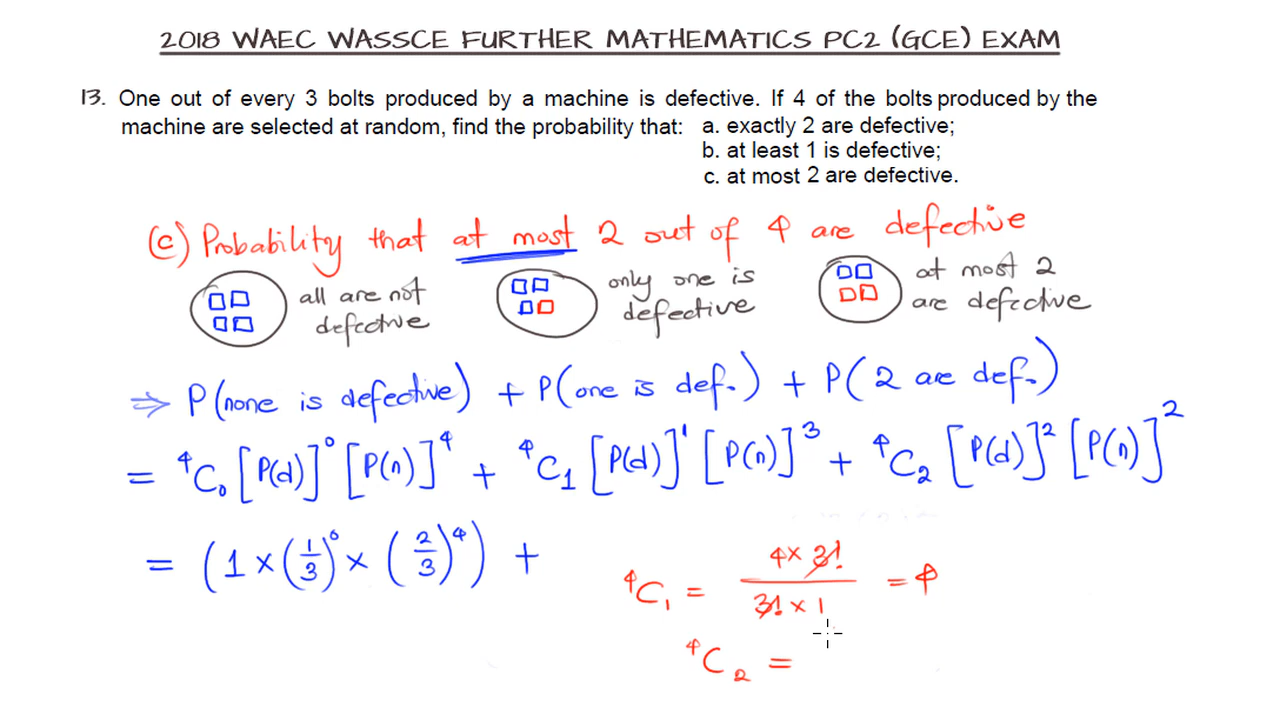 2018 WAEC WASSCE FURTHER MATHEMATICS PC2 (GCE) EXAM
13. One out of every 3 bolts produced by a machine is defective. If 4 of the bolts produced by the
machine are selected at random, find the probability that: a. exactly 2 are defective;
b. at least 1 is defective;
c. at most 2 are defective.
(c) Probability that at most 2 out of 4 are defective
all are not
defective
only one is
defective
at most 2
are defective
⇒ P(none is defective) + P(one is def.) + P(2 are def.)
= ⁴C₀ [P(d)]⁰ [P(n)]⁴ + ⁴C₁ [P(d)]¹ [P(n)]³ + ⁴C₂ [P(d)]² [P(n)]²
= (1 × (1/3)⁰ × (2/3)⁴) +
⁴C₁ = 4 × 3! / 3! × 1 = 4
⁴C₂ =